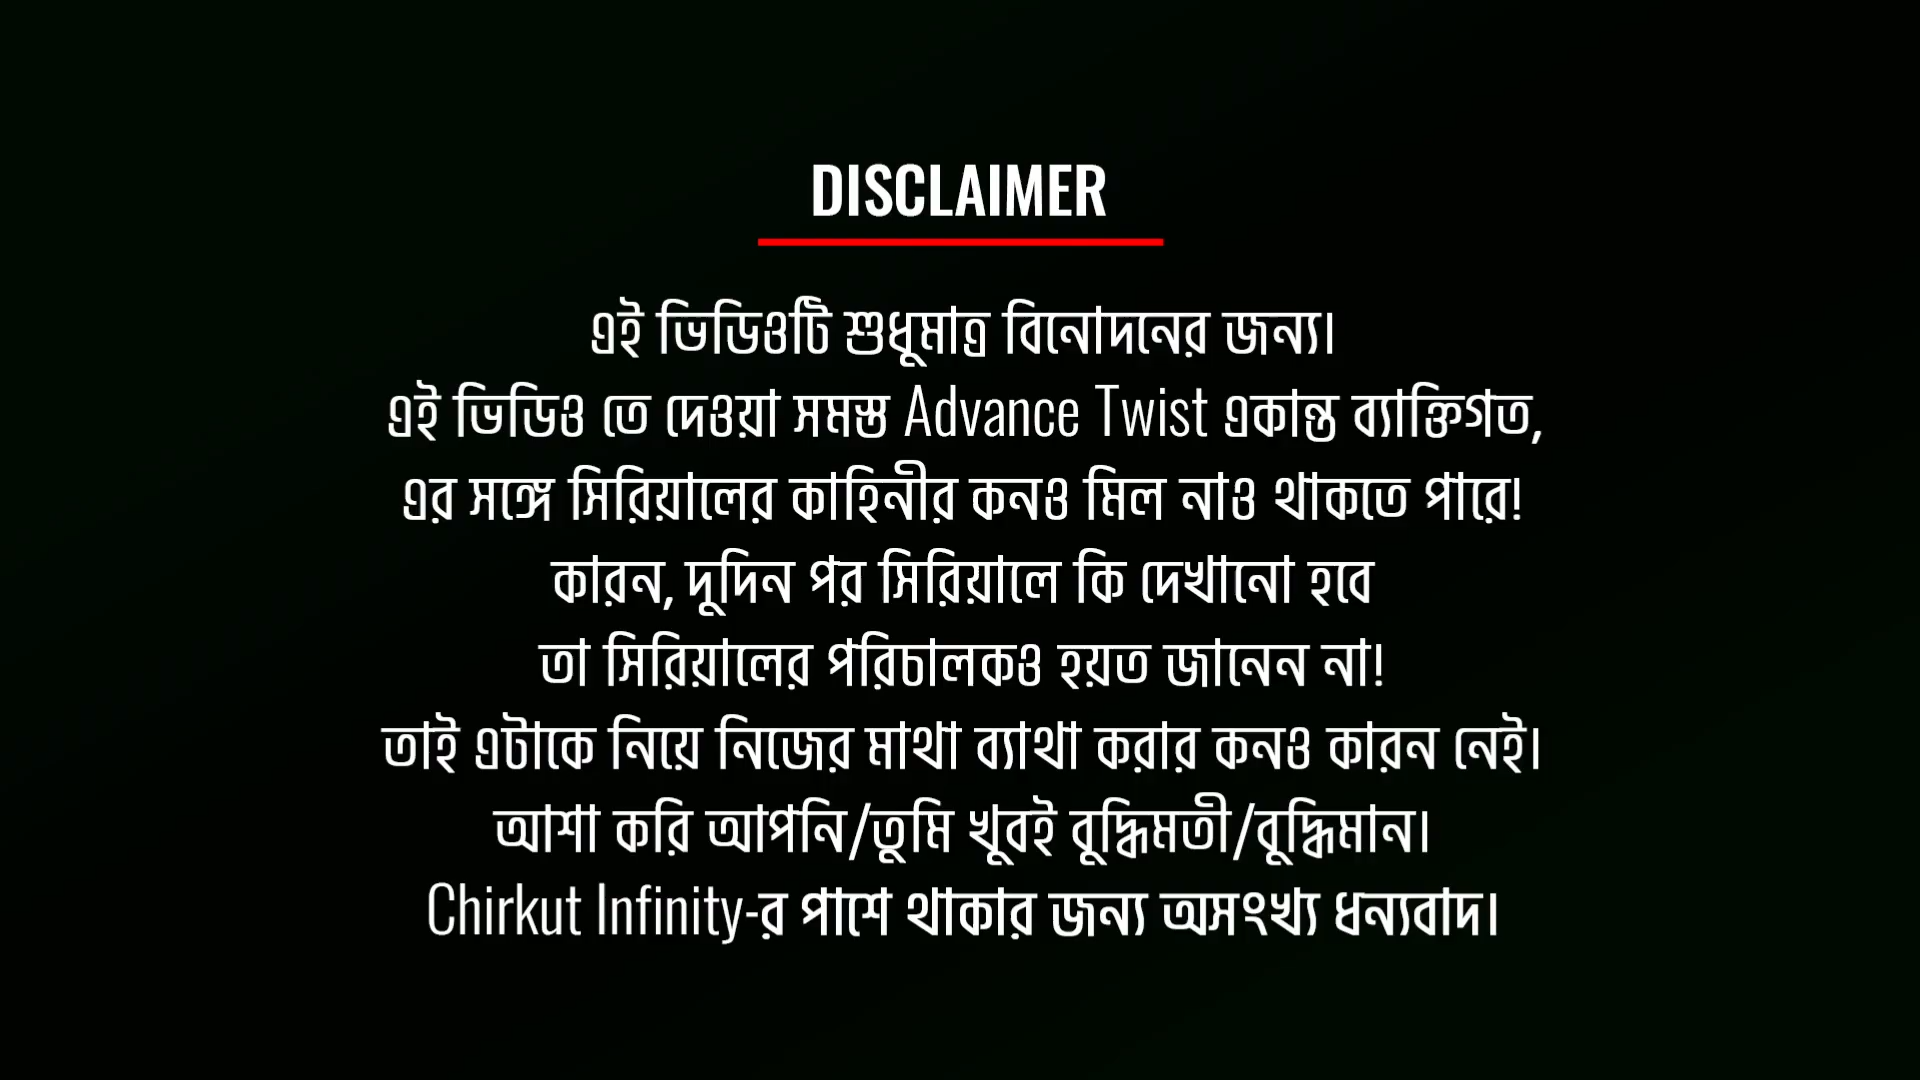 DISCLAIMER
এই ভিডিওটি শুধুমাত্র বিনোদনের জন্য।
এই ভিডিও তে দেওয়া সমস্ত Advance Twist একান্ত ব্যাক্তিগত,
এর সঙ্গে সিরিয়ালের কাহিনীর কনও মিল নাও থাকতে পারে!
কারন, দুদিন পর সিরিয়ালে কি দেখানো হবে
তা সিরিয়ালের পরিচালকও হয়ত জানেন না!
তাই এটাকে নিয়ে নিজের মাথা ব্যাথা করার কনও কারন নেই।
আশা করি আপনি/তুমি খুবই বুদ্ধিমতী/বুদ্ধিমান।
Chirkut Infinity-র পাশে থাকার জন্য অসংখ্য ধন্যবাদ।